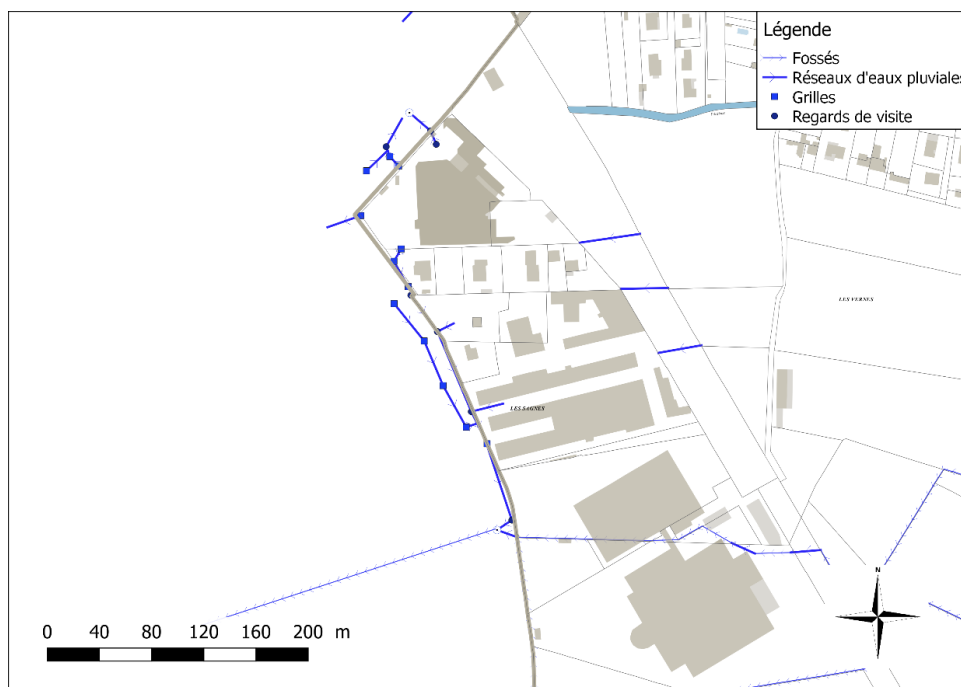 Légende
Fossés
Réseaux d'eaux pluviales
Grilles
Regards de visite
LES VERNES
LES SAGNES
N
0 40 80 120 160 200 m